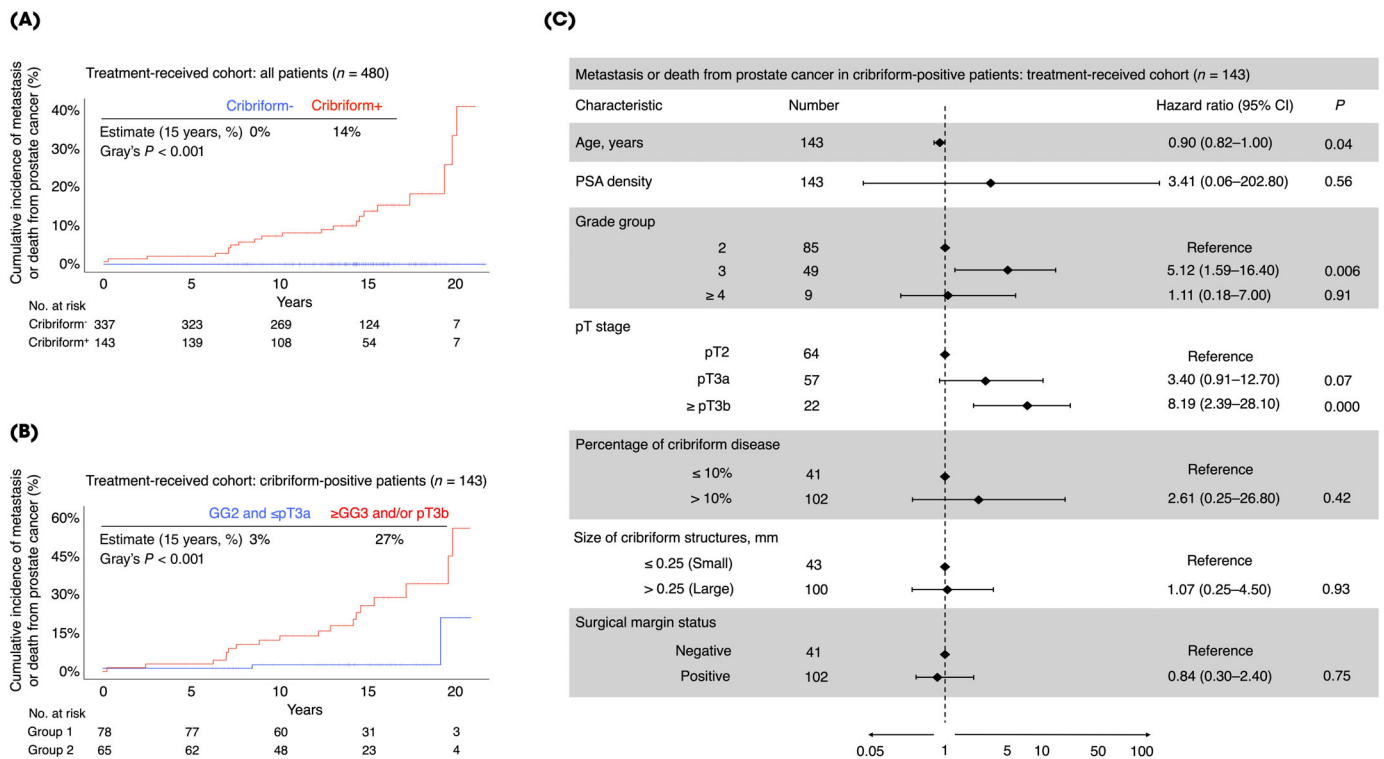 (A)
Treatment-received cohort: all patients (n = 480)
Cumulative incidence of metastasis
or death from prostate cancer (%)
Cribriform- Cribriform+
Estimate (15 years, %) 0% 14%
Gray's P < 0.001
40%
30%
20%
10%
0%
0 5 10 15 20
Years
No. at risk
Cribriform- 337 323 269 124 7
Cribriform+ 143 139 108 54 7
(B)
Treatment-received cohort: cribriform-positive patients (n = 143)
Cumulative incidence of metastasis
or death from prostate cancer (%)
GG2 and ≤pT3a ≥GG3 and/or pT3b
Estimate (15 years, %) 3% 27%
Gray's P < 0.001
60%
45%
30%
15%
0%
0 5 10 15 20
Years
No. at risk
Group 1 78 77 60 31 3
Group 2 65 62 48 23 4
(C)
Metastasis or death from prostate cancer in cribriform-positive patients: treatment-received cohort (n = 143)
Characteristic Number Hazard ratio (95% CI) P
Age, years 143 0.90 (0.82–1.00) 0.04
PSA density 143 3.41 (0.06–202.80) 0.56
Grade group
2 85 Reference
3 49 5.12 (1.59–16.40) 0.006
≥ 4 9 1.11 (0.18–7.00) 0.91
pT stage
pT2 64 Reference
pT3a 57 3.40 (0.91–12.70) 0.07
≥ pT3b 22 8.19 (2.39–28.10) 0.000
Percentage of cribriform disease
≤ 10% 41 Reference
> 10% 102 2.61 (0.25–26.80) 0.42
Size of cribriform structures, mm
≤ 0.25 (Small) 43 Reference
> 0.25 (Large) 100 1.07 (0.25–4.50) 0.93
Surgical margin status
Negative 41 Reference
Positive 102 0.84 (0.30–2.40) 0.75
0.05 1 5 10 50 100